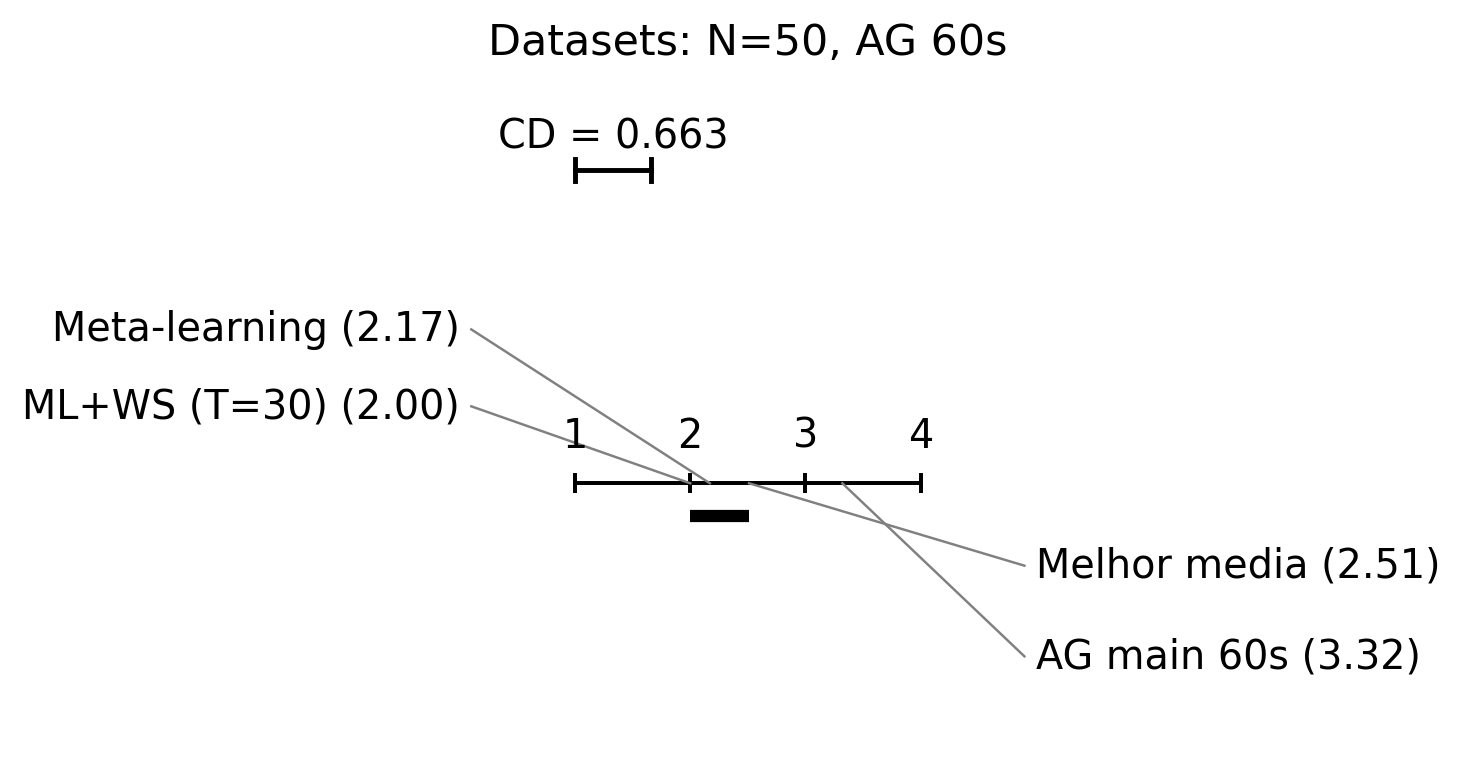 Datasets: N=50, AG 60s
CD = 0.663
Meta-learning (2.17)
ML+WS (T=30) (2.00)
1 2 3 4
Melhor media (2.51)
AG main 60s (3.32)